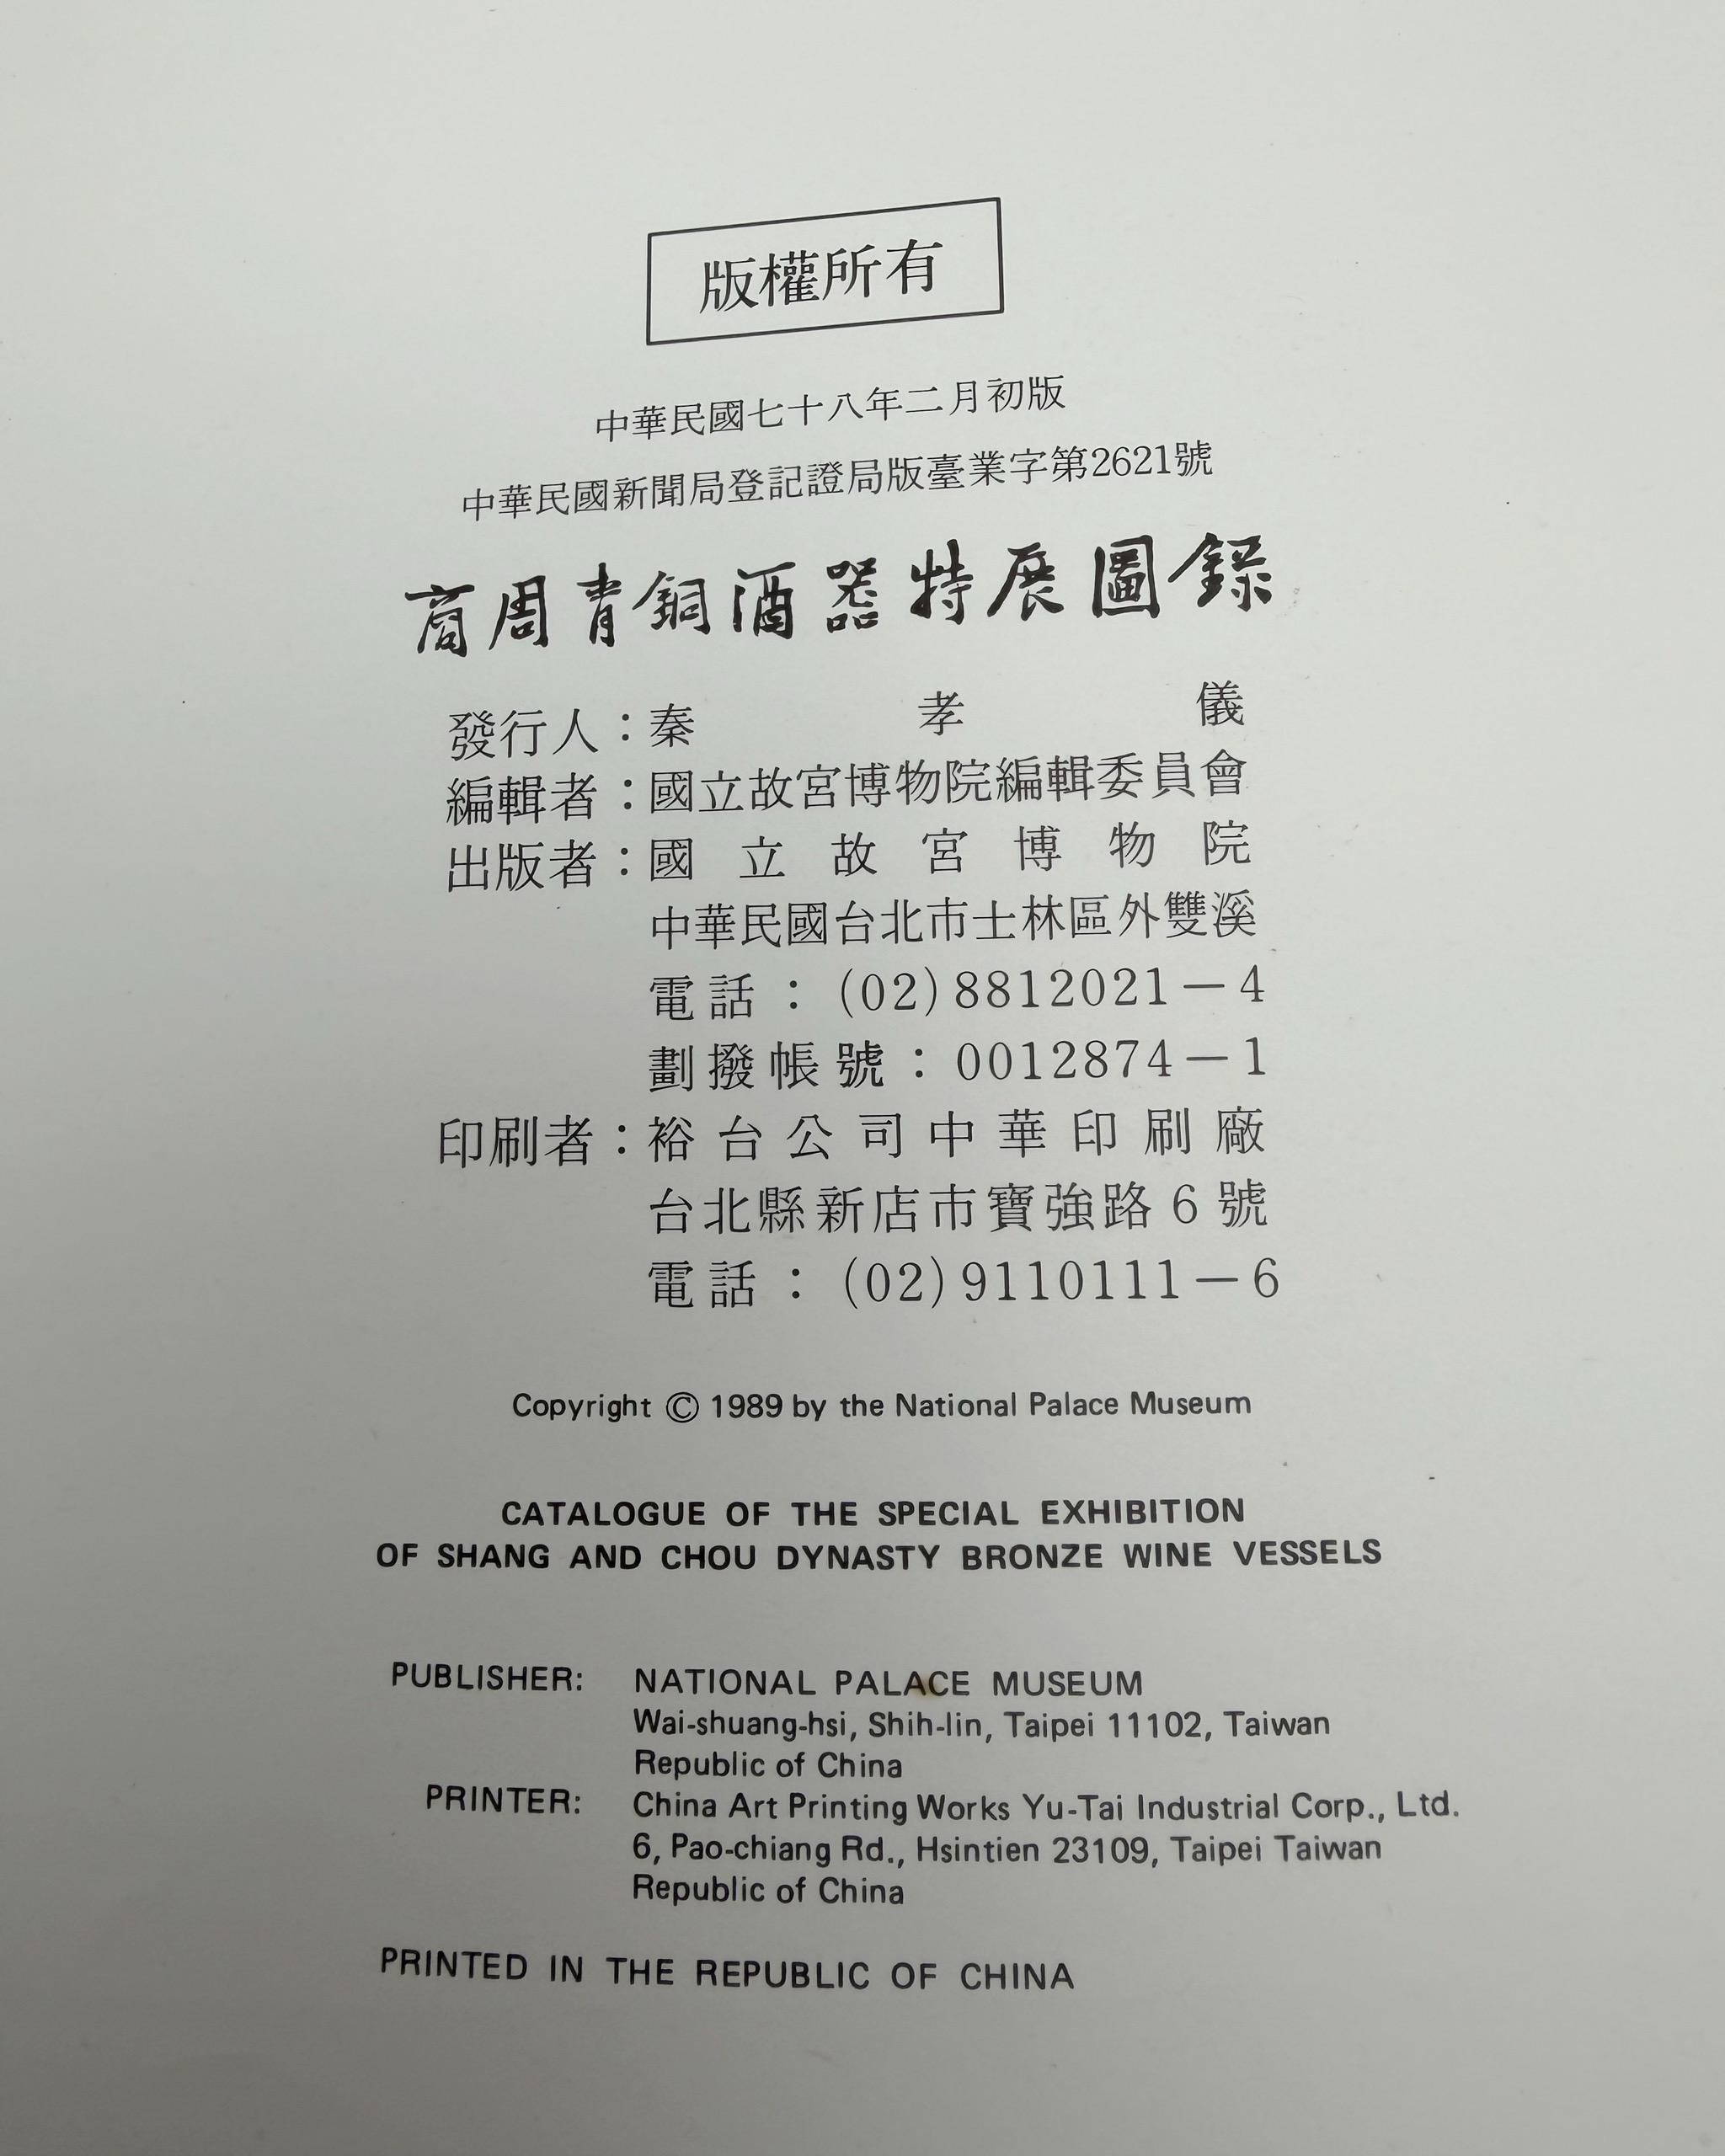 版權所有
中華民國七十八年二月初版
中華民國新聞局登記證局版臺業字第2621號
商周青銅酒器特展圖錄
發行人：秦孝儀
編輯者：國立故宮博物院編輯委員會
出版者：國立故宮博物院
中華民國台北市士林區外雙溪
電話：(02)8812021－4
劃撥帳號：0012874－1
印刷者：裕台公司中華印刷廠
台北縣新店市寶強路6號
電話：(02)9110111－6
Copyright © 1989 by the National Palace Museum
CATALOGUE OF THE SPECIAL EXHIBITION
OF SHANG AND CHOU DYNASTY BRONZE WINE VESSELS
PUBLISHER: NATIONAL PALACE MUSEUM
Wai-shuang-hsi, Shih-lin, Taipei 11102, Taiwan
Republic of China
PRINTER: China Art Printing Works Yu-Tai Industrial Corp., Ltd.
6, Pao-chiang Rd., Hsintien 23109, Taipei Taiwan
Republic of China
PRINTED IN THE REPUBLIC OF CHINA